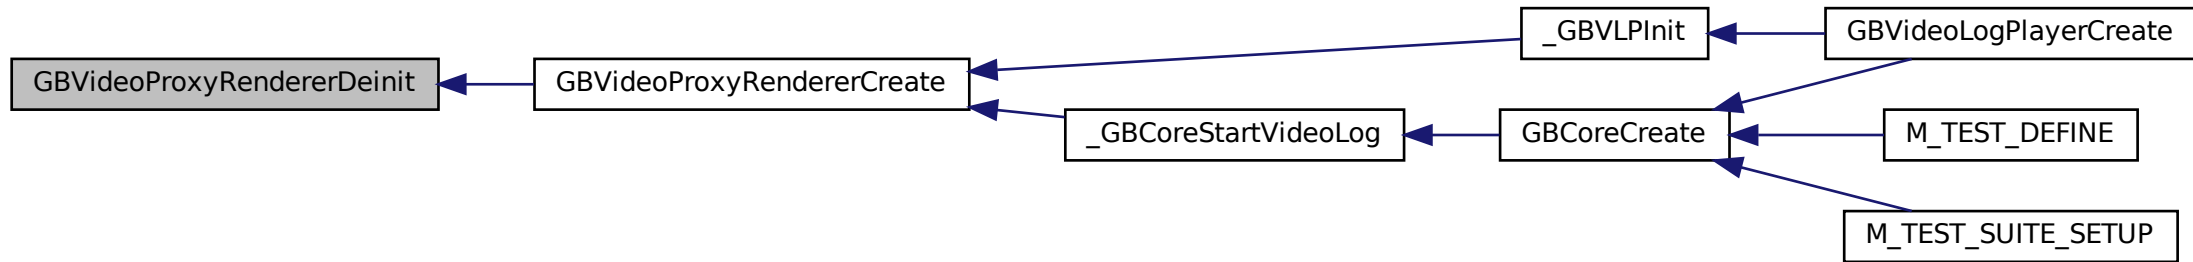 GBVideoProxyRendererDeinit
GBVideoProxyRendererCreate
_GBVLPInit
GBVideoLogPlayerCreate
_GBCoreStartVideoLog
GBCoreCreate
M_TEST_DEFINE
M_TEST_SUITE_SETUP